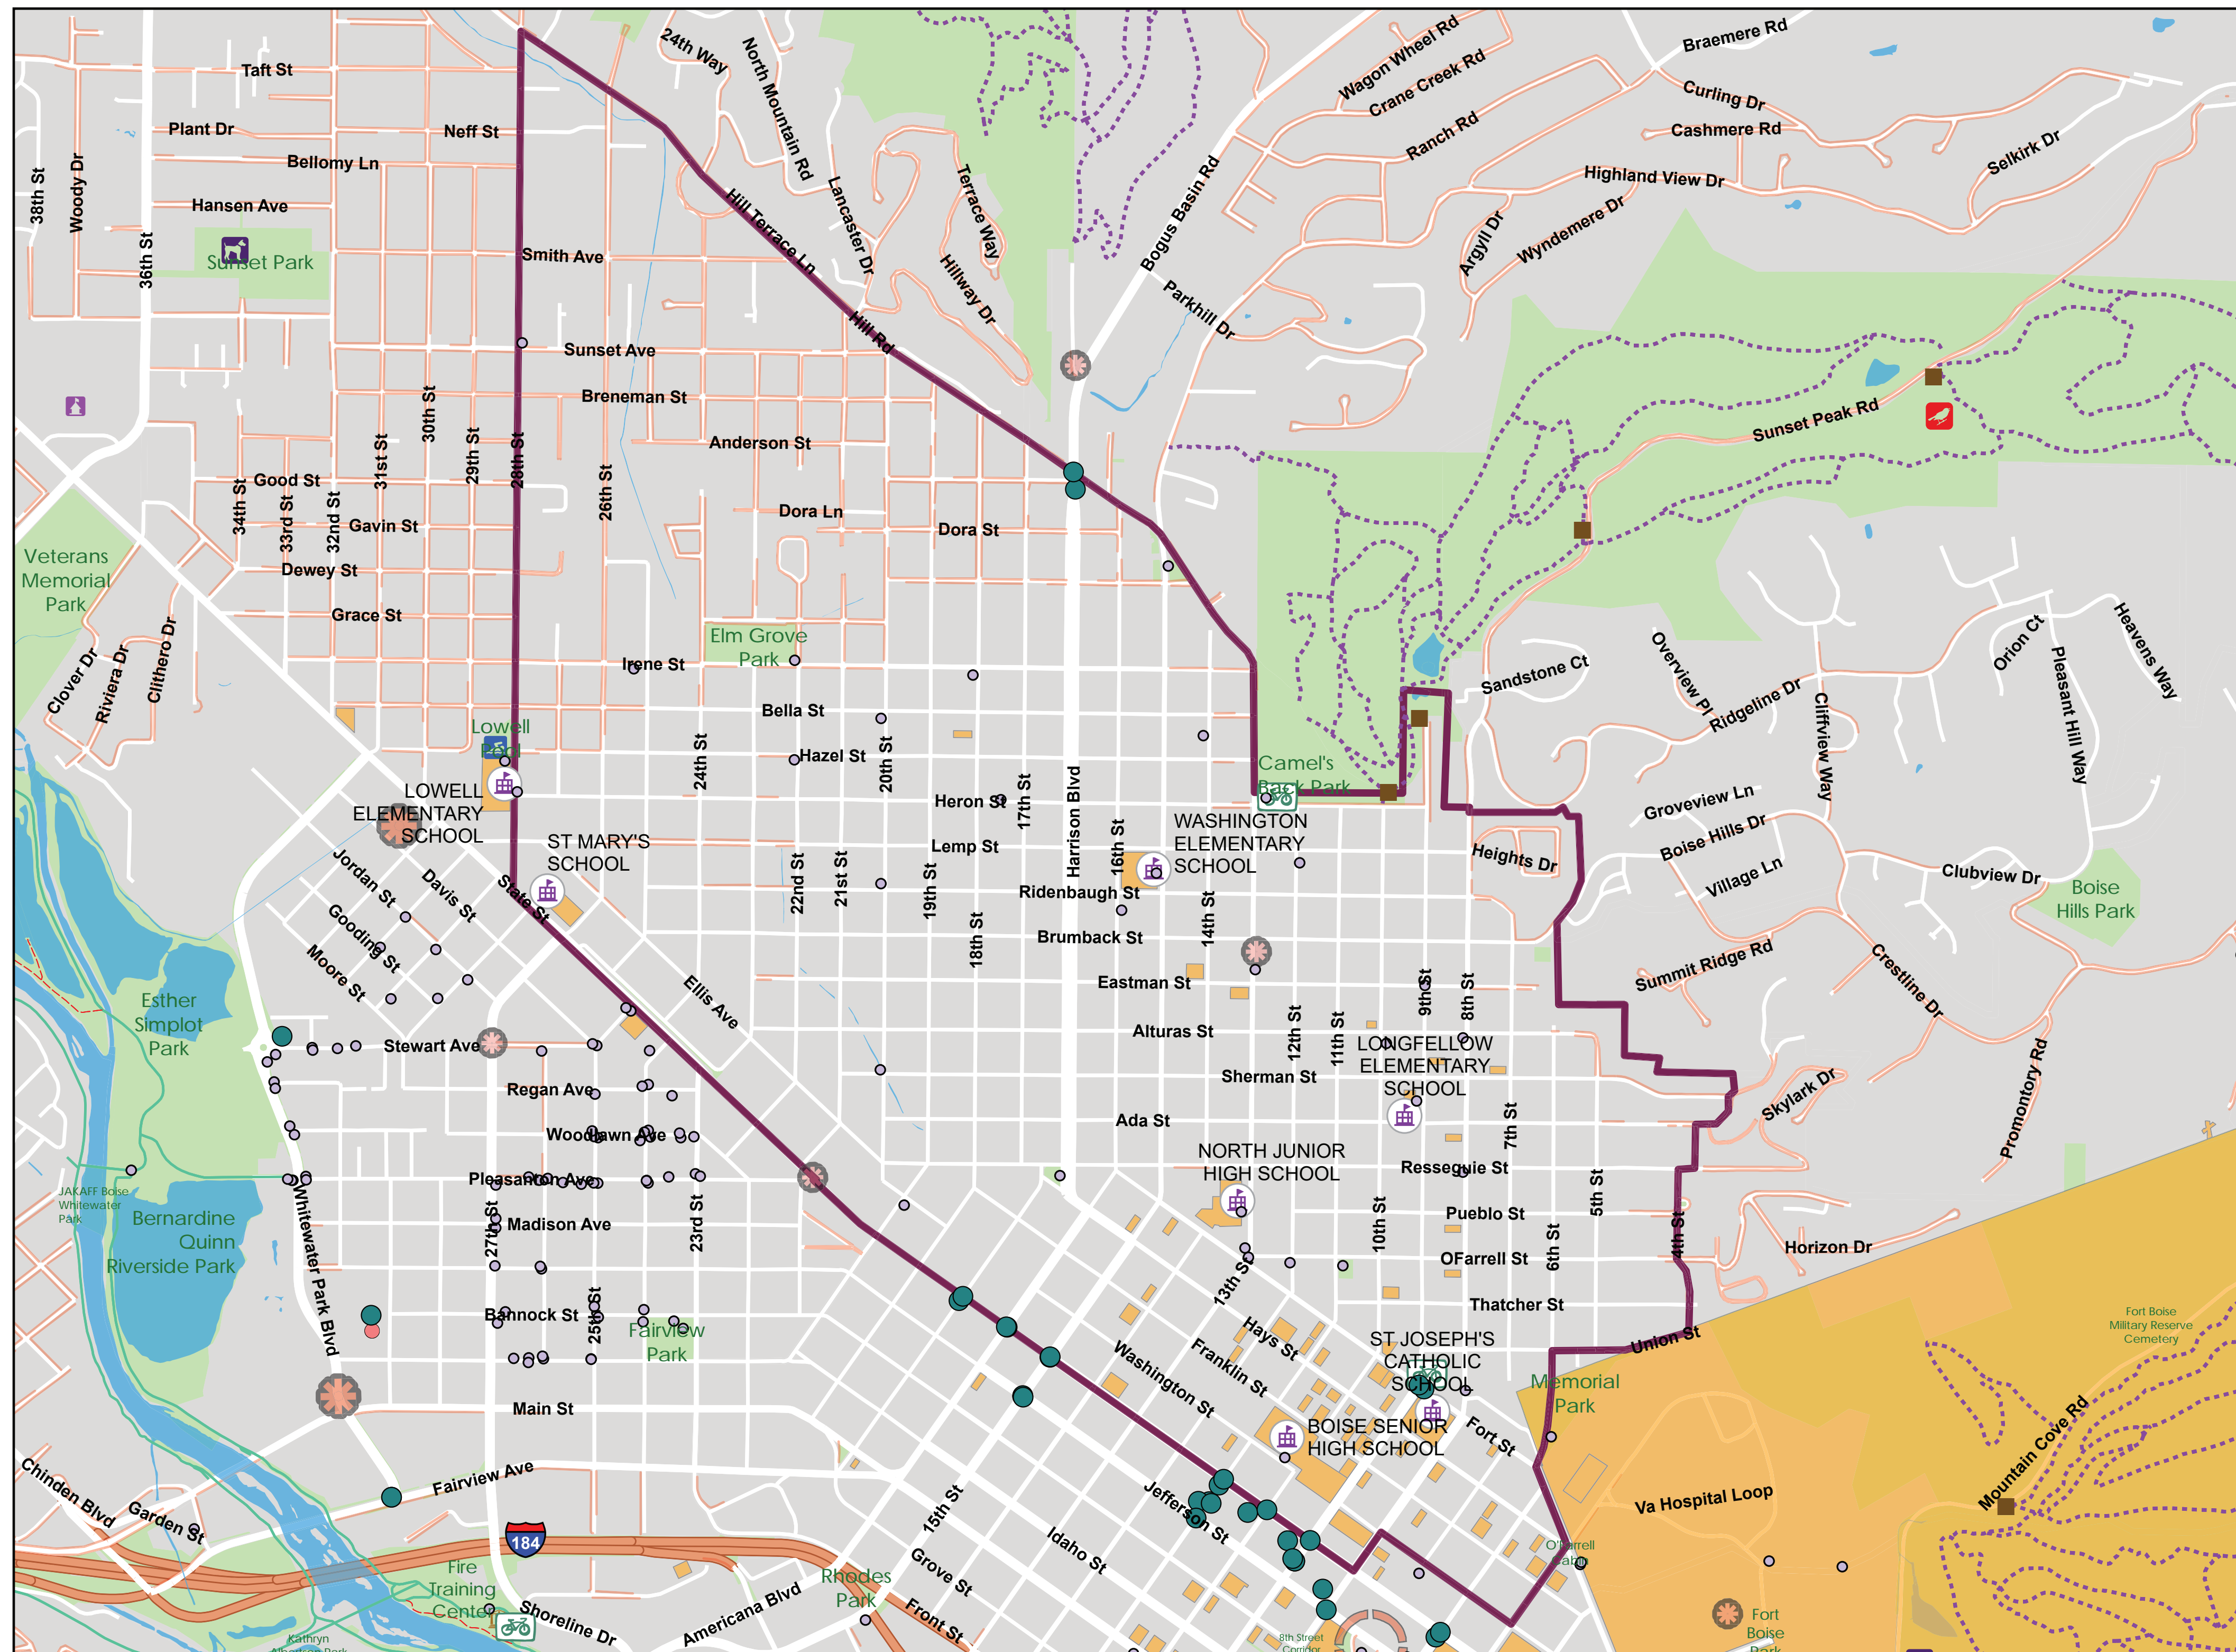 24th Way
North Mountain Rd
Wagon Wheel Rd
Braemere Rd
Taft St
Crane Creek Rd
Curling Dr
Plant Dr
Neff St
Ranch Rd
Cashmere Rd
Bellomy Ln
Selkirk Dr
38th St
Woody Dr
Hansen Ave
Lancaster Dr
Terrace Way
Bogus Basin Rd
Highland View Dr
36th St
Hill Terrace Ln
Argyll Dr
Wyndemere Dr
Sunset Park
Smith Ave
Hillway Dr
Parkhill Dr
Hill Rd
Sunset Ave
Breneman St
30th St
Sunset Peak Rd
31st St
29th St
28th St
Anderson St
26th St
Good St
34th St
33rd St
32nd St
Gavin St
Dora Ln
Dora St
Veterans
Memorial
Park
Dewey St
Grace St
Clover Dr
Riviera Dr
Clithero Dr
Elm Grove
Park
Irene St
Sandstone Ct
Overview Pl
Ridgeline Dr
Cliffview Way
Orion Ct
Pleasant Hill Way
Heavens Way
Lowell
Pool
Bella St
24th St
Hazel St
20th St
Camel's
Back Park
LOWELL
ELEMENTARY
SCHOOL
Heron St
17th St
Harrison Blvd
Groveview Ln
ST MARY'S
SCHOOL
WASHINGTON
ELEMENTARY
SCHOOL
16th St
Lemp St
Boise Hills Dr
Heights Dr
Village Ln
Clubview Dr
Boise
Hills Park
Jordan St
Davis St
State St
22nd St
21st St
19th St
Ridenbaugh St
14th St
Gooding St
18th St
Brumback St
Moore St
Summit Ridge Rd
Crestline Dr
Esther
Simplot
Park
Ellis Ave
Eastman St
9th St
8th St
Alturas St
12th St
11th St
Stewart Ave
LONGFELLOW
ELEMENTARY
SCHOOL
Sherman St
Regan Ave
Skylark Dr
Promontory Rd
Ada St
7th St
Woodlawn Ave
NORTH JUNIOR
HIGH SCHOOL
Resseguie St
Pleasanton Ave
JAKAFF Boise
Whitewater
Park
5th St
Bernardine
Quinn
Riverside Park
Whitewater Park Blvd
27th St
Madison Ave
23rd St
10th St
Pueblo St
4th St
6th St
OFarrell St
Horizon Dr
13th St
Thatcher St
Bannock St
25th St
Fairview
Park
Hays St
Franklin St
Washington St
ST JOSEPH'S
CATHOLIC
SCHOOL
Union St
Fort Boise
Military Reserve
Cemetery
Memorial
Park
Main St
BOISE SENIOR
HIGH SCHOOL
Fort St
Mountain Cove Rd
Chinden Blvd
Garden St
Fairview Ave
15th St
Jefferson St
Va Hospital Loop
184
Idaho St
O'Farrell
Cabin
Grove St
Fire
Training
Center
Rhodes
Park
Shoreline Dr
Americana Blvd
Front St
8th Street
Corridor
Fort
Boise
Park
Kathryn
Albertson Park